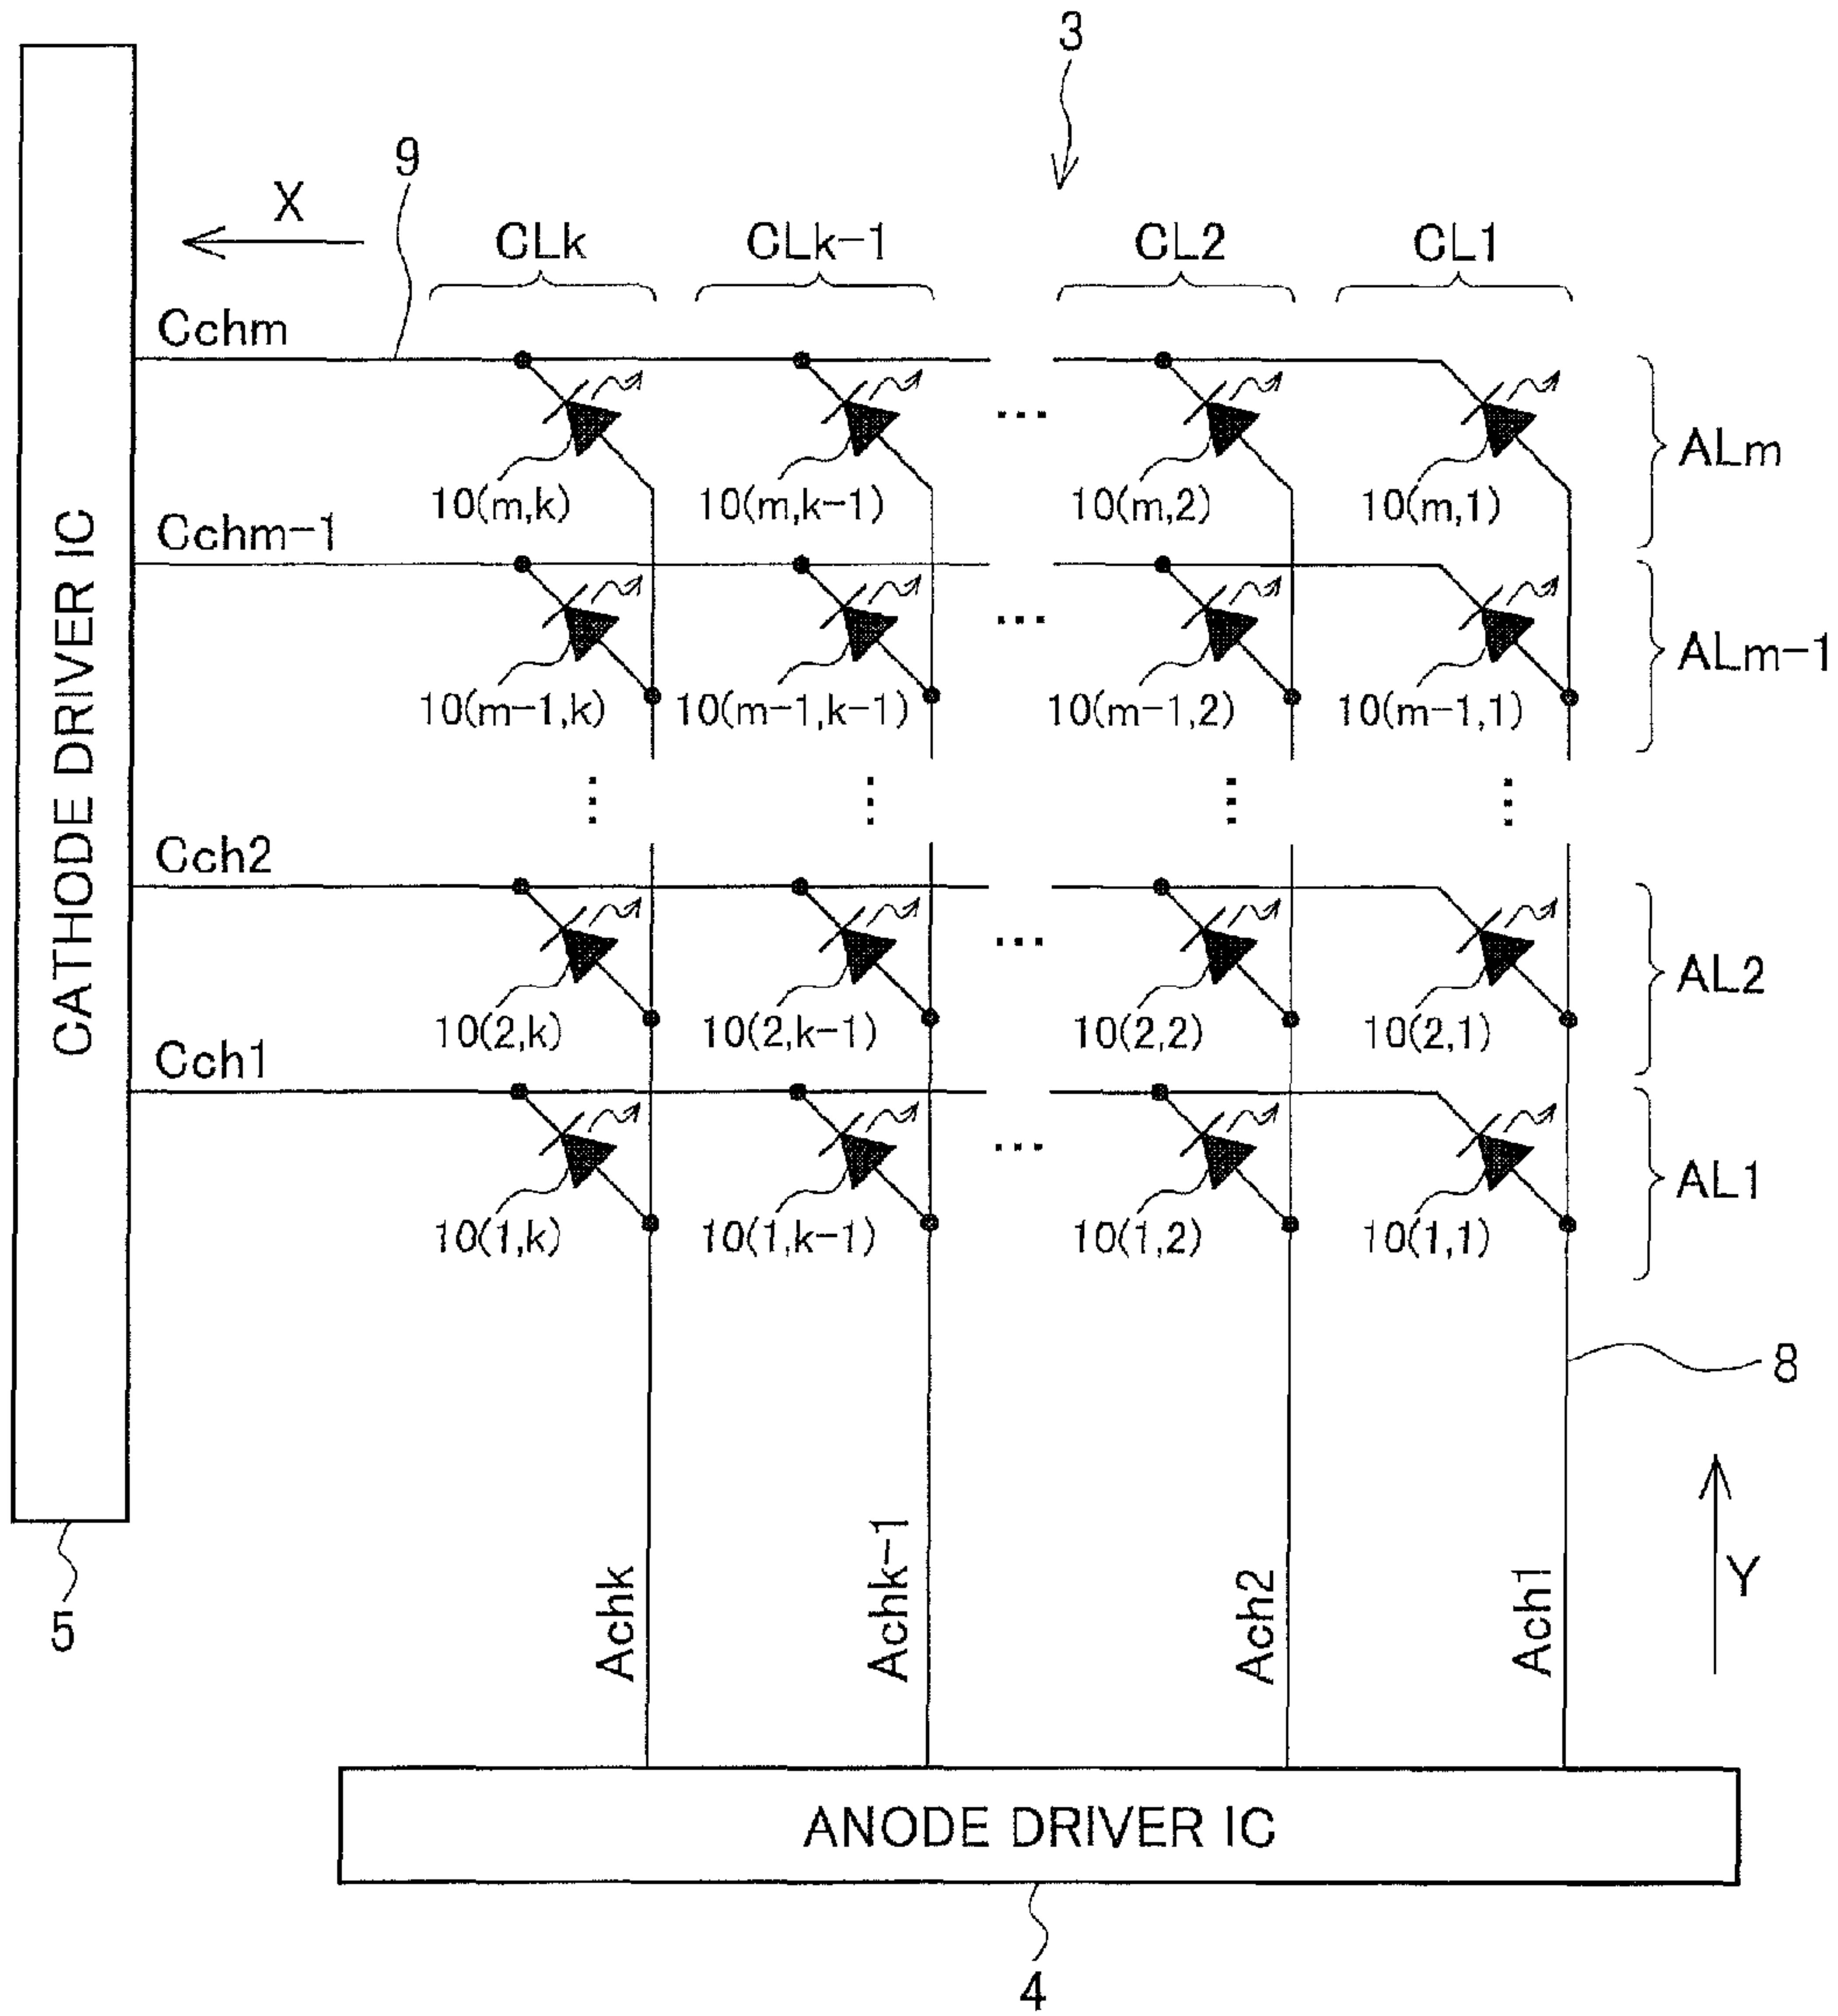 3
9
X
CLk CLk-1 CL2 CL1
Cchm
10(m,k) 10(m,k-1) ... 10(m,2) 10(m,1) ALm
Cchm-1
10(m-1,k) 10(m-1,k-1) ... 10(m-1,2) 10(m-1,1) ALm-1
Cch2
10(2,k) 10(2,k-1) ... 10(2,2) 10(2,1) AL2
Cch1
10(1,k) 10(1,k-1) ... 10(1,2) 10(1,1) AL1
CATHODE DRIVER IC
5
8
Y
Achk Achk-1 Ach2 Ach1
ANODE DRIVER IC
4